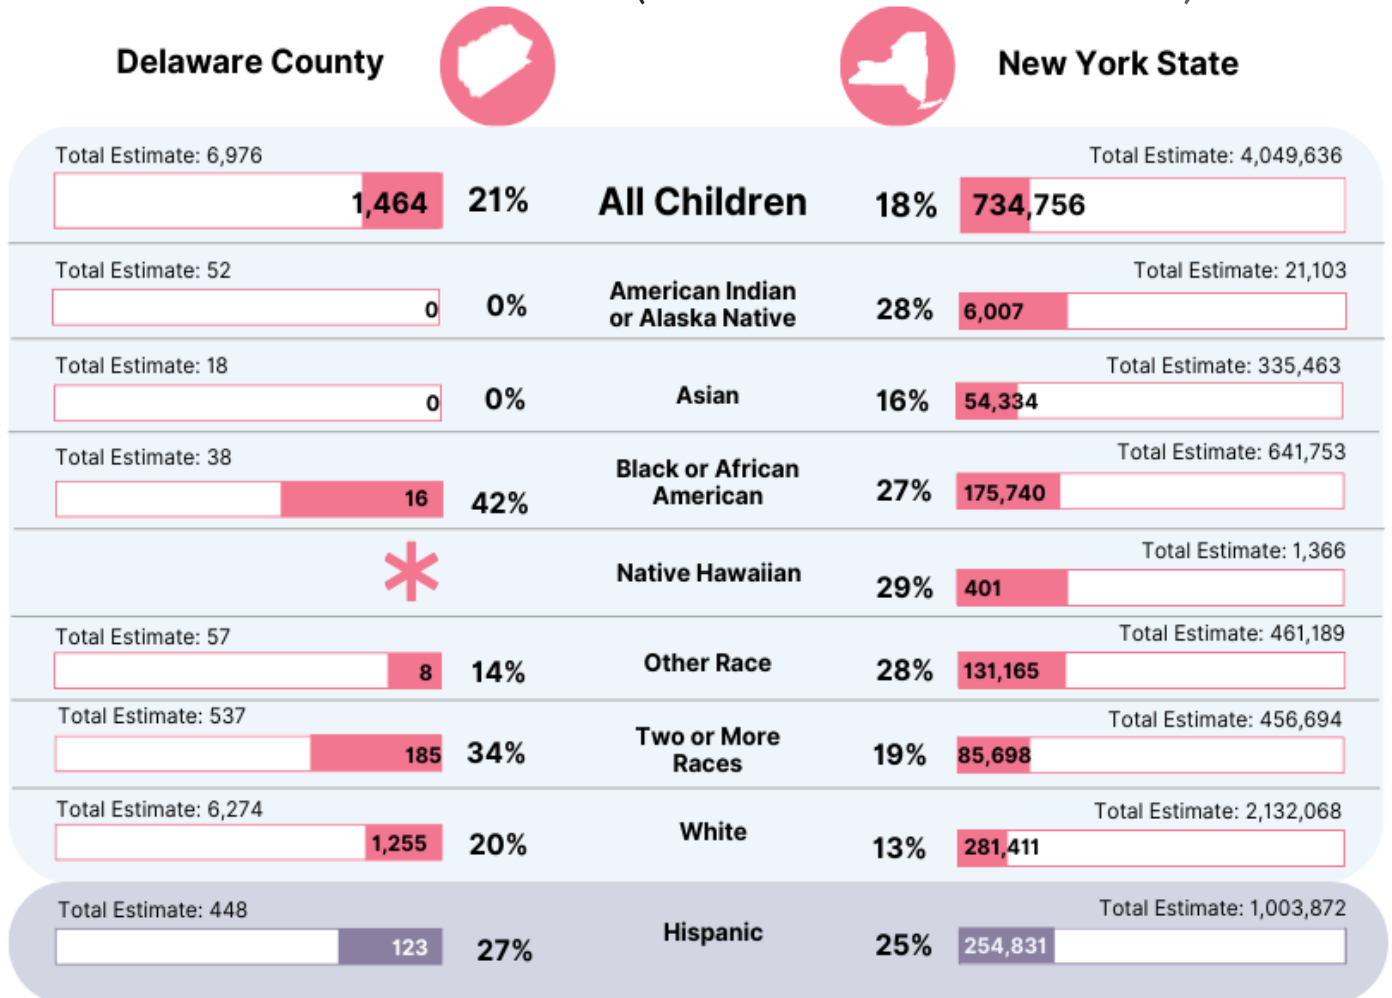 Delaware County
New York State
Total Estimate: 6,976
Total Estimate: 4,049,636
1,464 21% All Children 18% 734,756
Total Estimate: 52
Total Estimate: 21,103
0 0% American Indian
or Alaska Native 28% 6,007
Total Estimate: 18
Total Estimate: 335,463
0 0% Asian 16% 54,334
Total Estimate: 38
Total Estimate: 641,753
16 42% Black or African
American 27% 175,740
Total Estimate: 1,366
* Native Hawaiian 29% 401
Total Estimate: 57
Total Estimate: 461,189
8 14% Other Race 28% 131,165
Total Estimate: 537
Total Estimate: 456,694
185 34% Two or More
Races 19% 85,698
Total Estimate: 6,274
Total Estimate: 2,132,068
1,255 20% White 13% 281,411
Total Estimate: 448
Total Estimate: 1,003,872
123 27% Hispanic 25% 254,831